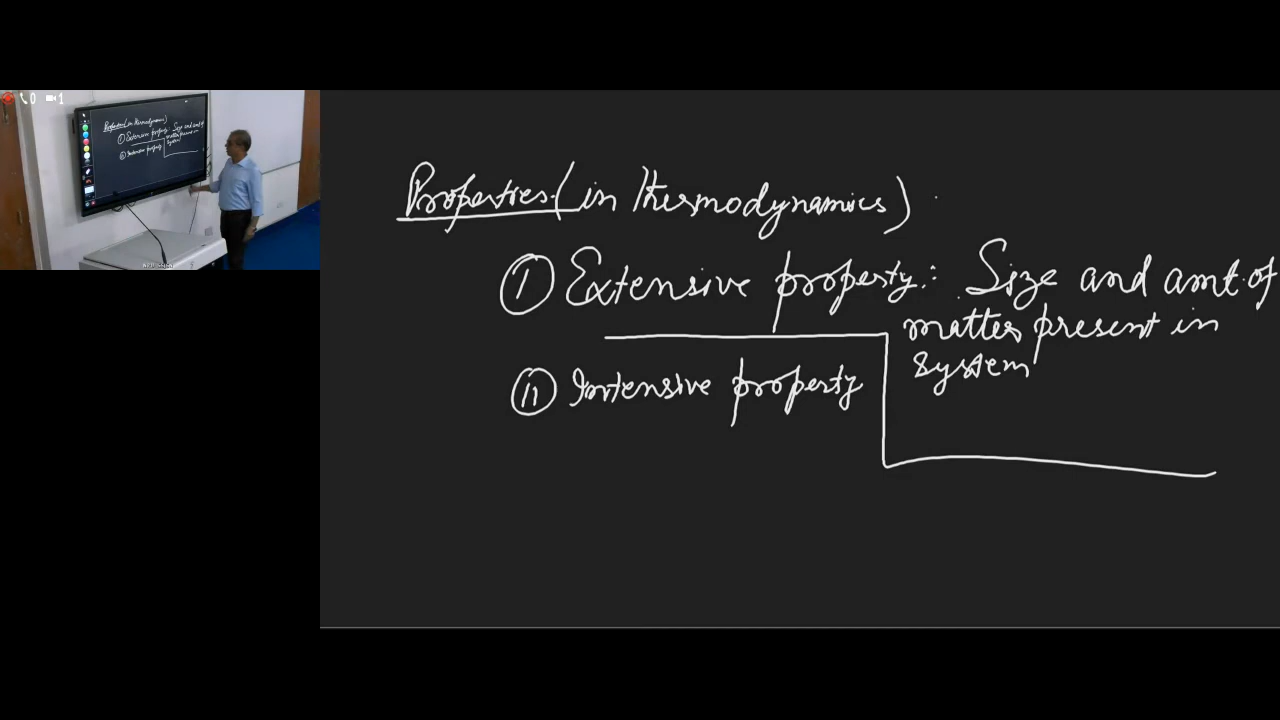 Properties (in thermodynamics)
(i) Extensive property: Size and amt. of
matter present in
system
(ii) Intensive property